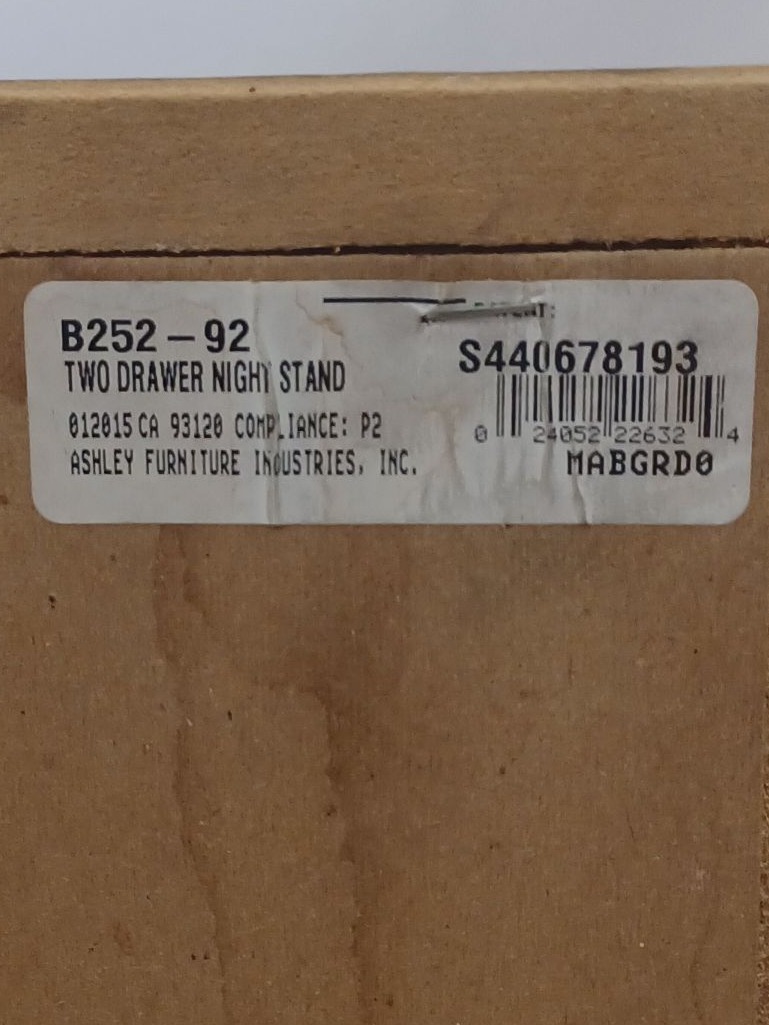 B252-92
TWO DRAWER NIGHT STAND
012015 CA 93120 COMPLIANCE: P2
ASHLEY FURNITURE INDUSTRIES, INC.
S440678193
0 24052 22632 4
MABGRD0